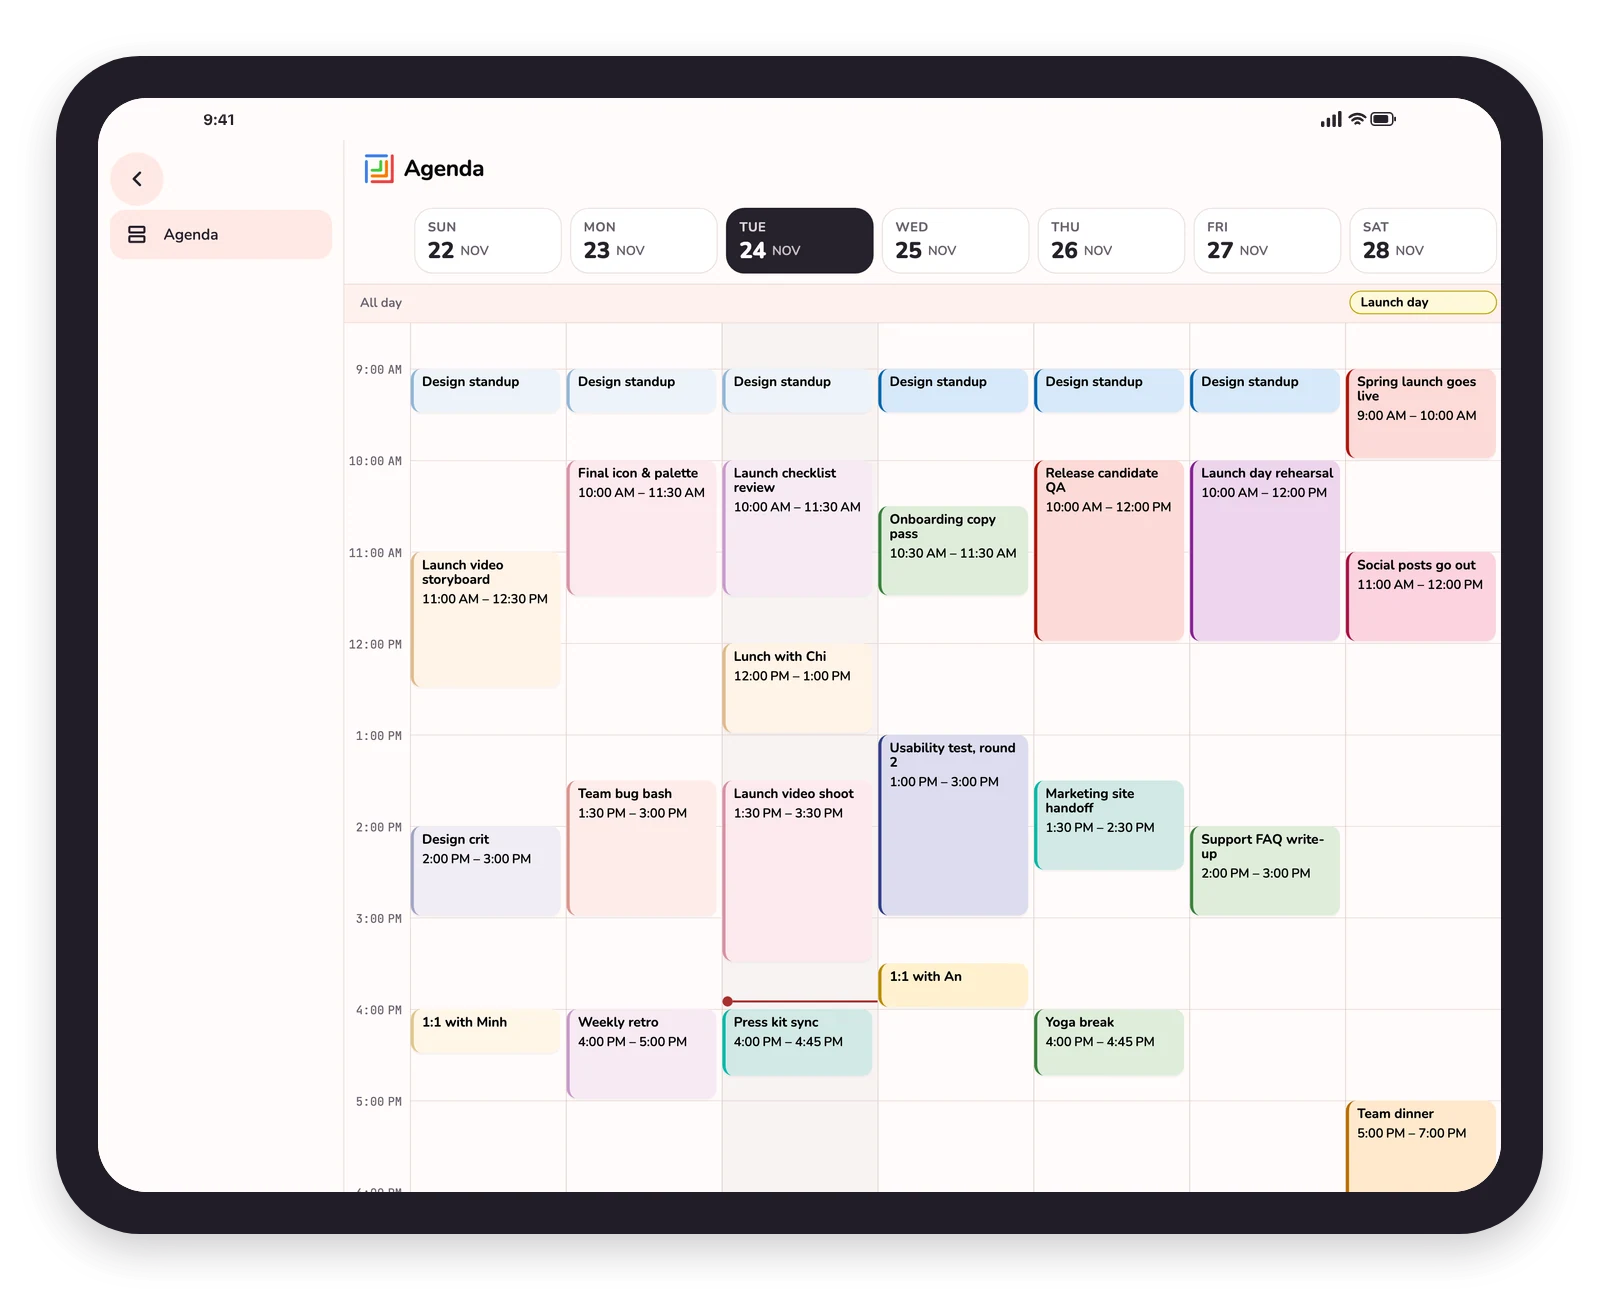 9:41
Agenda
Agenda
SUN
22 NOV
MON
23 NOV
TUE
24 NOV
WED
25 NOV
THU
26 NOV
FRI
27 NOV
SAT
28 NOV
All day
Launch day
9:00 AM
10:00 AM
11:00 AM
12:00 PM
1:00 PM
2:00 PM
3:00 PM
4:00 PM
5:00 PM
Design standup
Launch video
storyboard
11:00 AM – 12:30 PM
Design crit
2:00 PM – 3:00 PM
1:1 with Minh
Design standup
Final icon & palette
10:00 AM – 11:30 AM
Team bug bash
1:30 PM – 3:00 PM
Weekly retro
4:00 PM – 5:00 PM
Design standup
Launch checklist
review
10:00 AM – 11:30 AM
Lunch with Chi
12:00 PM – 1:00 PM
Launch video shoot
1:30 PM – 3:30 PM
Press kit sync
4:00 PM – 4:45 PM
Design standup
Onboarding copy
pass
10:30 AM – 11:30 AM
Usability test, round
2
1:00 PM – 3:00 PM
1:1 with An
Design standup
Release candidate
QA
10:00 AM – 12:00 PM
Marketing site
handoff
1:30 PM – 2:30 PM
Yoga break
4:00 PM – 4:45 PM
Design standup
Launch day rehearsal
10:00 AM – 12:00 PM
Support FAQ write-
up
2:00 PM – 3:00 PM
Spring launch goes
live
9:00 AM – 10:00 AM
Social posts go out
11:00 AM – 12:00 PM
Team dinner
5:00 PM – 7:00 PM